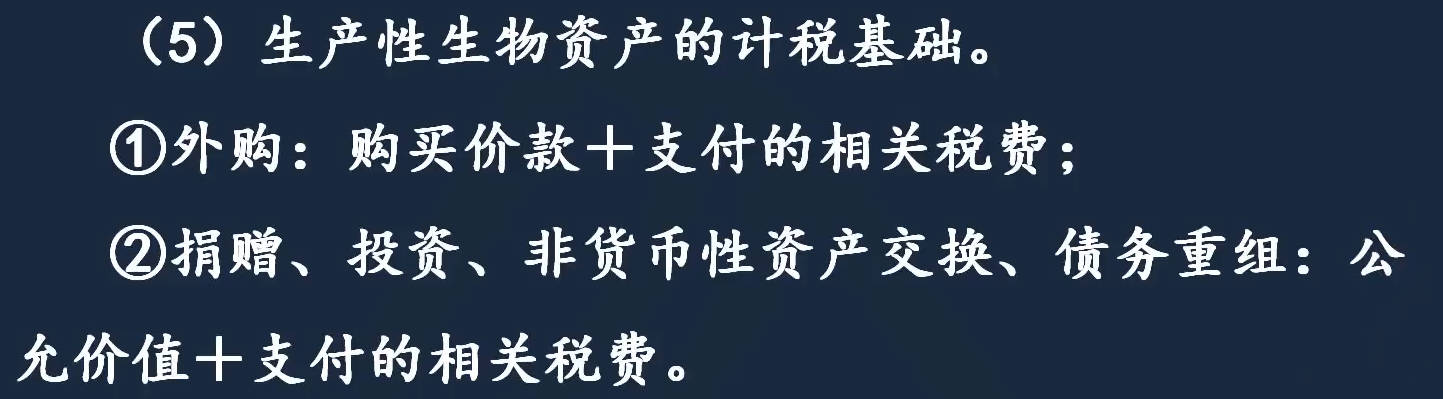 （5）生产性生物资产的计税基础。
①外购：购买价款＋支付的相关税费；
②捐赠、投资、非货币性资产交换、债务重组：公
允价值＋支付的相关税费。